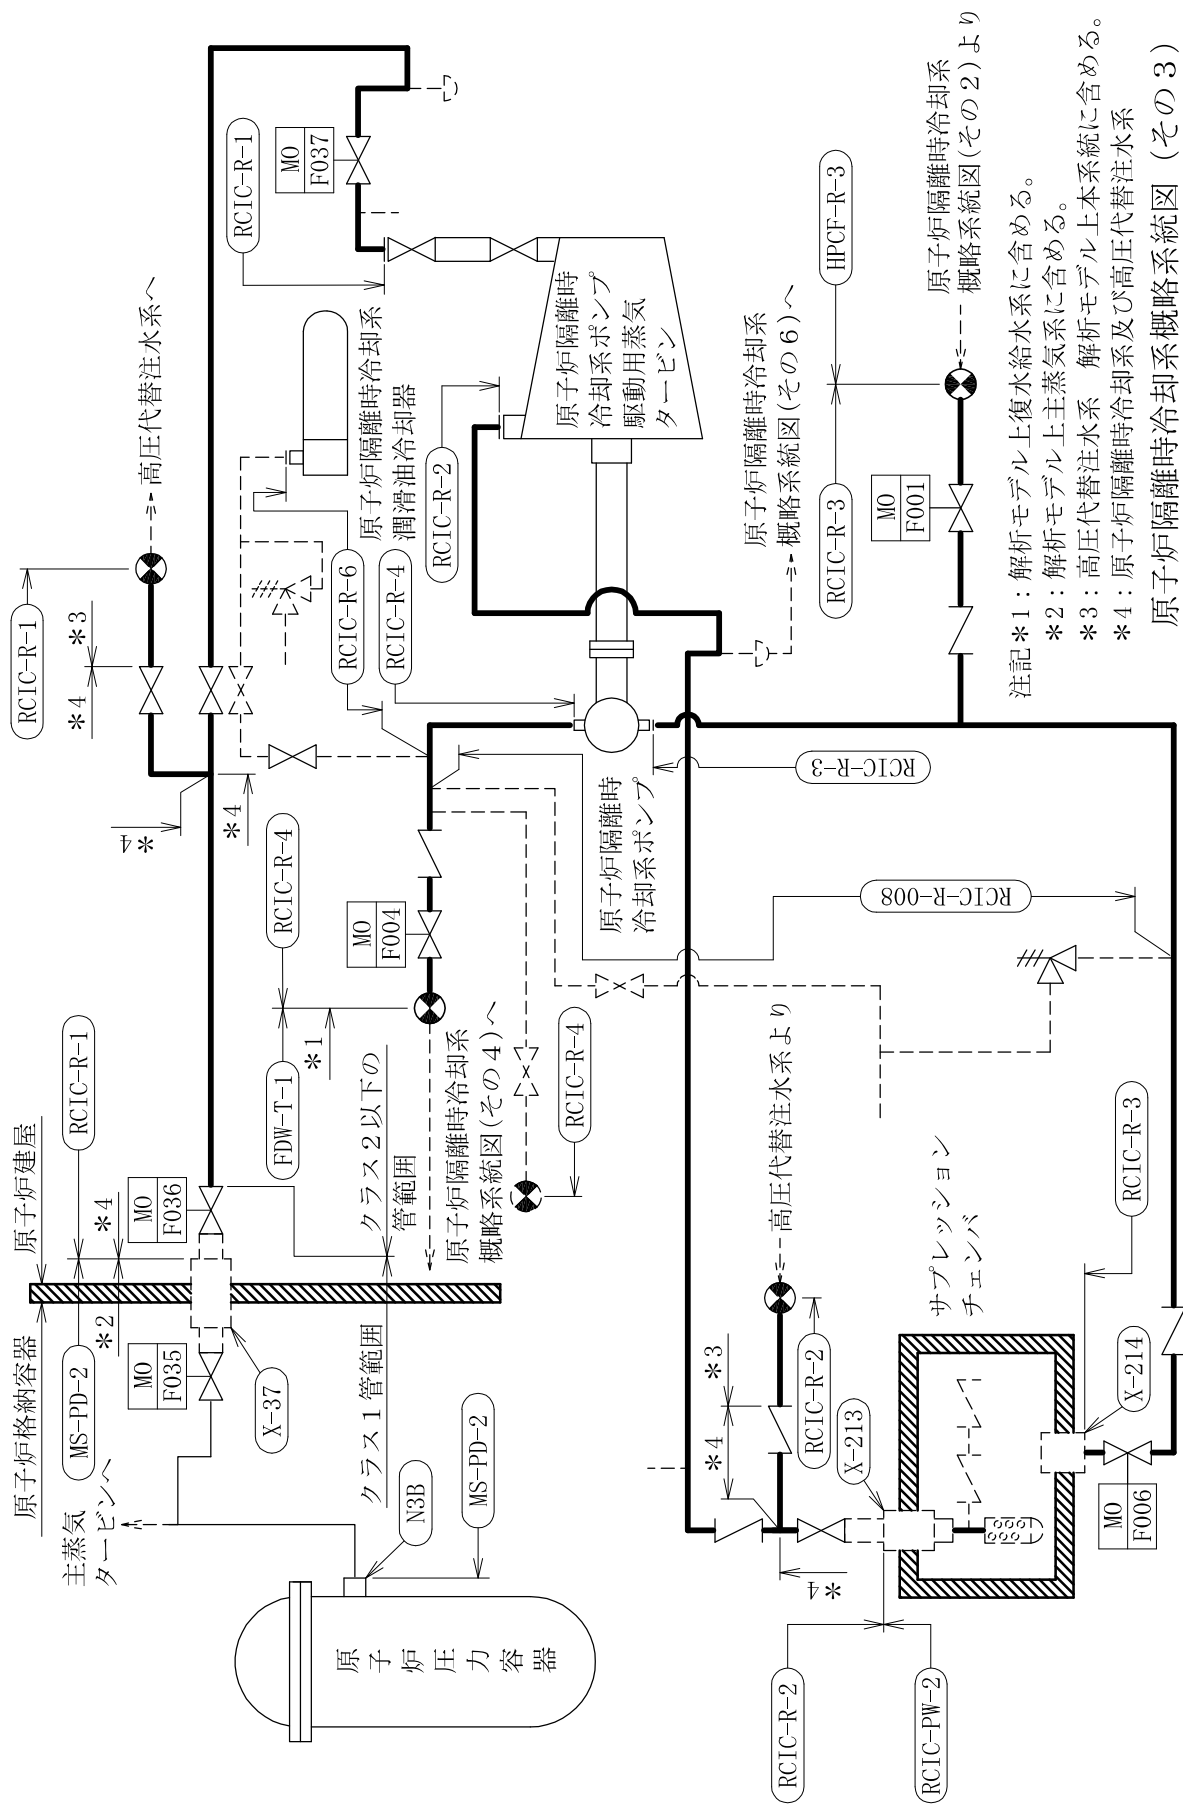 原子炉格納容器
原子炉建屋
主蒸気
タービンへ
MS-PD-2
RCIC-R-1
*2
*4
MO
F035
MO
F036
X-37
クラス1管範囲
クラス2以下の
管範囲
N3B
MS-PD-2
原子炉圧力容器
RCIC-R-1
*4
*3
高圧代替注水系へ
*4
*4
RCIC-R-1
MO
F037
原子炉隔離時冷却系
潤滑油冷却器
RCIC-R-6
RCIC-R-4
RCIC-R-2
原子炉隔離時
冷却系ポンプ
駆動用蒸気
タービン
FDW-T-1
RCIC-R-4
*1
MO
F004
原子炉隔離時冷却系
概略系統図(その4)へ
RCIC-R-4
原子炉隔離時
冷却系ポンプ
RCIC-R-3
RCIC-R-008
原子炉隔離時冷却系
概略系統図(その6)へ
RCIC-R-3
HPCF-R-3
MO
F001
原子炉隔離時冷却系
概略系統図(その2)より
高圧代替注水系より
*4
*3
RCIC-R-2
*4
X-213
RCIC-R-2
RCIC-PW-2
サプレッション
チェンバ
X-214
RCIC-R-3
MO
F006
注記*1:解析モデル上復水給水系に含める。
*2:解析モデル上主蒸気系に含める。
*3:高圧代替注水系 解析モデル上本系統に含める。
*4:原子炉隔離時冷却系及び高圧代替注水系
原子炉隔離時冷却系概略系統図(その3)